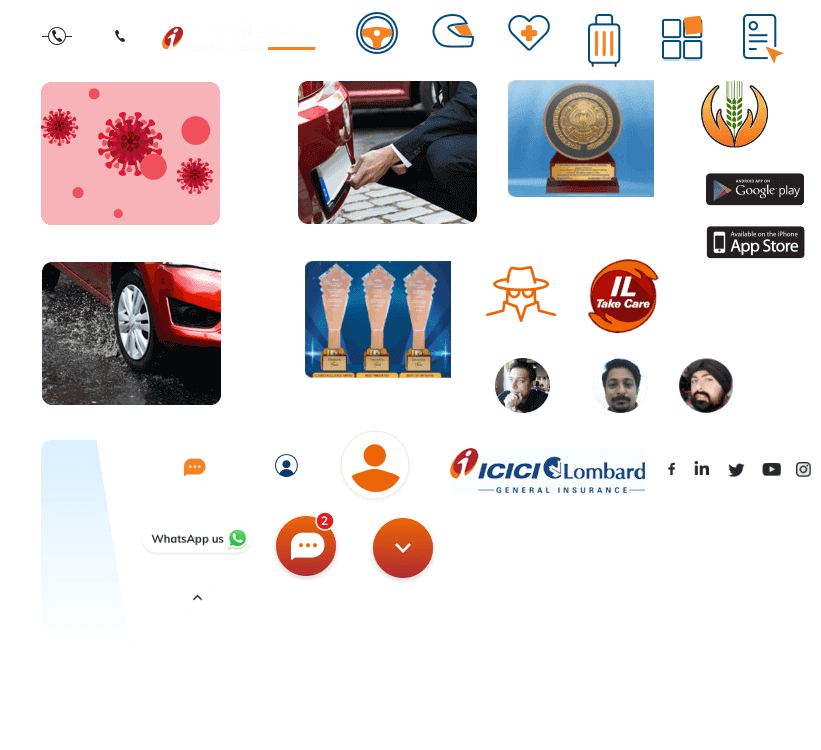 ANDROID APP ON
Google play
Available on the iPhone
App Store
IL
Take Care
ICICI Lombard
GENERAL INSURANCE
2
WhatsApp us